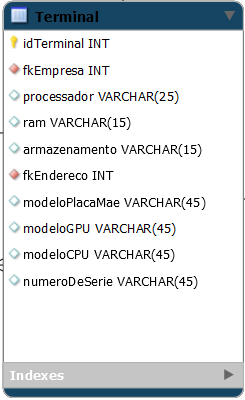 Terminal
idTerminal INT
fkEmpresa INT
processador VARCHAR(25)
ram VARCHAR(15)
armazenamento VARCHAR(15)
fkEndereco INT
modeloPlacaMae VARCHAR(45)
modeloGPU VARCHAR(45)
modeloCPU VARCHAR(45)
numeroDeSerie VARCHAR(45)
Indexes